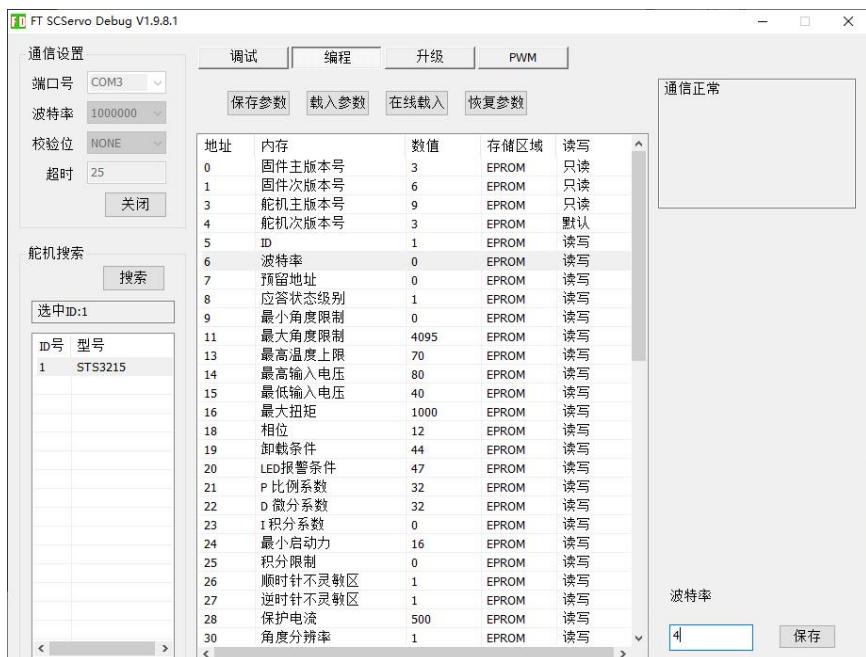 FT SCServo Debug V1.9.8.1
通信设置
端口号 COM3
波特率 1000000
校验位 NONE
超时 25
关闭
舵机搜索
搜索
选中ID:1
ID号 型号
1 STS3215
调试 编程 升级 PWM
保存参数 载入参数 在线载入 恢复参数
地址 内存 数值 存储区域 读写
0 固件主版本号 3 EPROM 只读
1 固件次版本号 6 EPROM 只读
3 舵机主版本号 9 EPROM 只读
4 舵机次版本号 3 EPROM 默认
5 ID 1 EPROM 读写
6 波特率 0 EPROM 读写
7 预留地址 0 EPROM 读写
8 应答状态级别 1 EPROM 读写
9 最小角度限制 0 EPROM 读写
11 最大角度限制 4095 EPROM 读写
13 最高温度上限 70 EPROM 读写
14 最高输入电压 80 EPROM 读写
15 最低输入电压 40 EPROM 读写
16 最大扭矩 1000 EPROM 读写
18 相位 12 EPROM 读写
19 卸载条件 44 EPROM 读写
20 LED报警条件 47 EPROM 读写
21 P 比例系数 32 EPROM 读写
22 D 微分系数 32 EPROM 读写
23 I 积分系数 0 EPROM 读写
24 最小启动力 16 EPROM 读写
25 积分限制 0 EPROM 读写
26 顺时针不灵敏区 1 EPROM 读写
27 逆时针不灵敏区 1 EPROM 读写
28 保护电流 500 EPROM 读写
30 角度分辨率 1 EPROM 读写
通信正常
波特率
4 保存